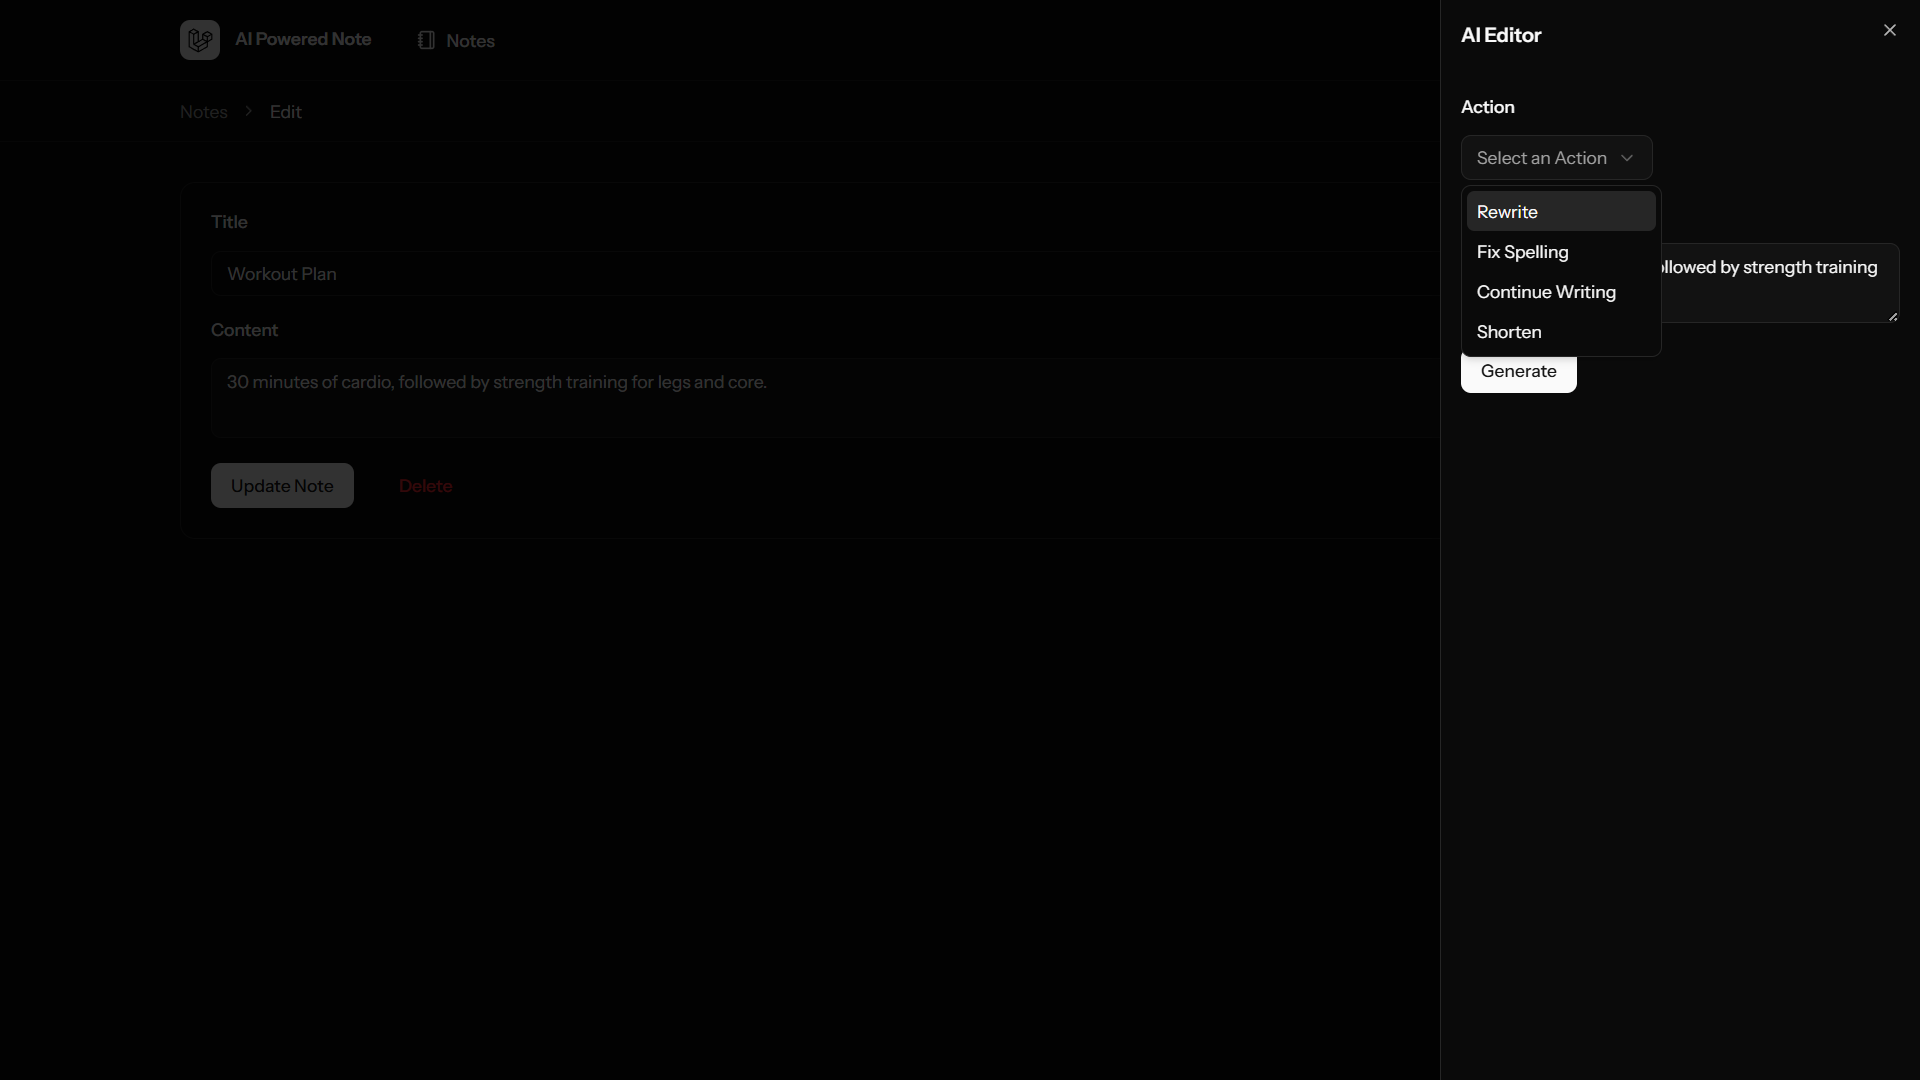 AI Powered Note
Notes
Notes
Edit
Title
Workout Plan
Content
30 minutes of cardio, followed by strength training for legs and core.
Update Note
Delete
AI Editor
Action
Select an Action
Rewrite
Fix Spelling
Continue Writing
Shorten
by strength training
Generate